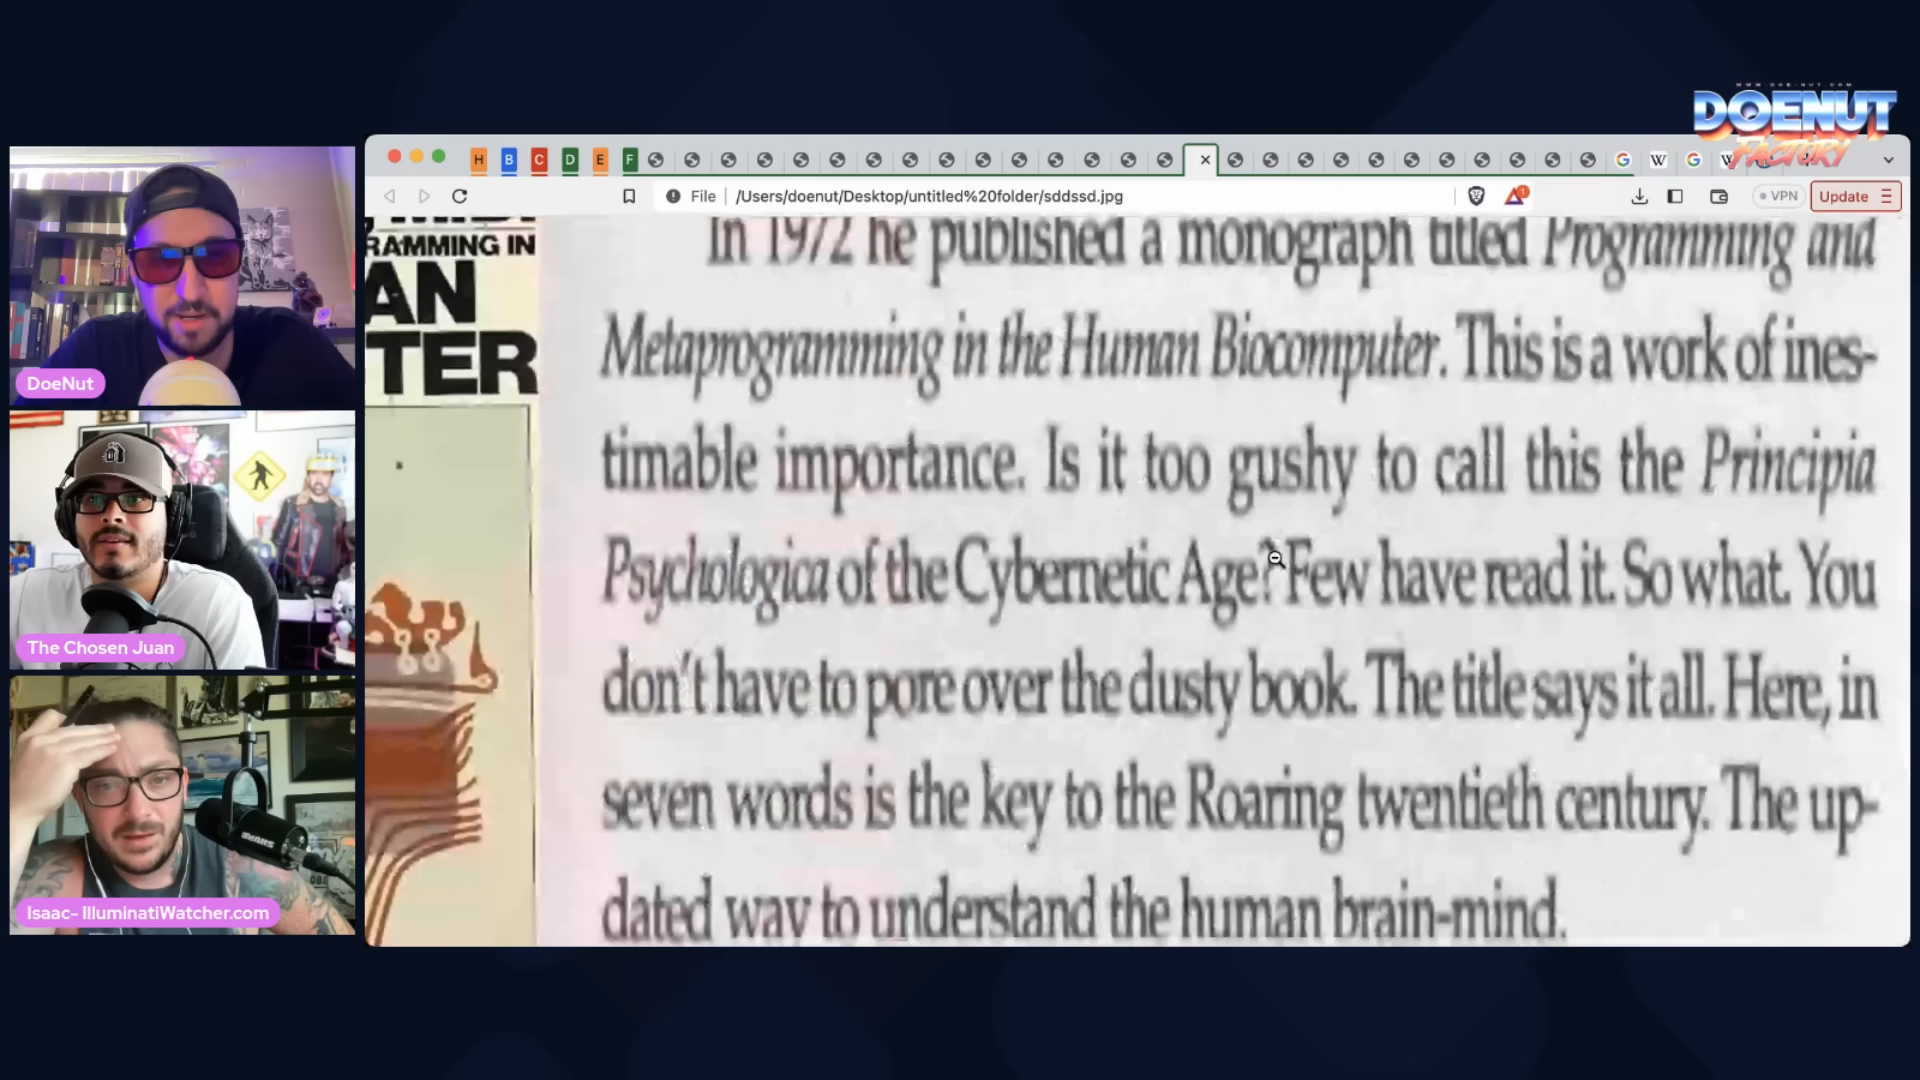 WWW.DOE-NUT.COM
DOENUT
FACTORY
H B C D E F
File /Users/doenut/Desktop/untitled%20folder/sddssd.jpg
VPN
Update
RAMMING IN
AN
TER
In 1972 he published a monograph titled Programming and
Metaprogramming in the Human Biocomputer. This is a work of ines-
timable importance. Is it too gushy to call this the Principia
Psychologica of the Cybernetic Age? Few have read it. So what. You
don't have to pore over the dusty book. The title says it all. Here, in
seven words is the key to the Roaring twentieth century. The up-
dated way to understand the human brain-mind.
DoeNut
The Chosen Juan
Isaac- IlluminatiWatcher.com